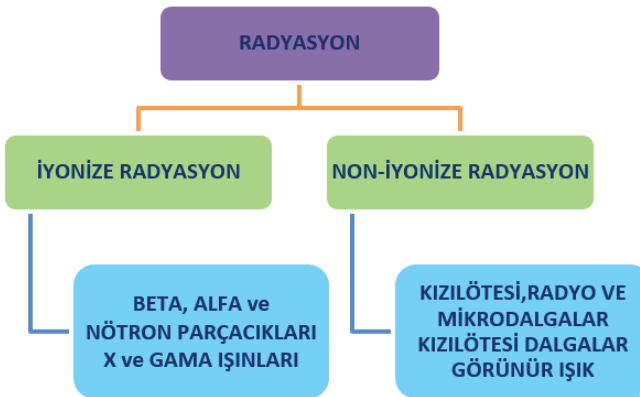 RADYASYON
İYONİZE RADYASYON
NON-İYONİZE RADYASYON
BETA, ALFA ve
NÖTRON PARÇACIKLARI
X ve GAMA IŞINLARI
KIZILÖTESİ,RADYO VE
MİKRODALGALAR
KIZILÖTESİ DALGALAR
GÖRÜNÜR IŞIK